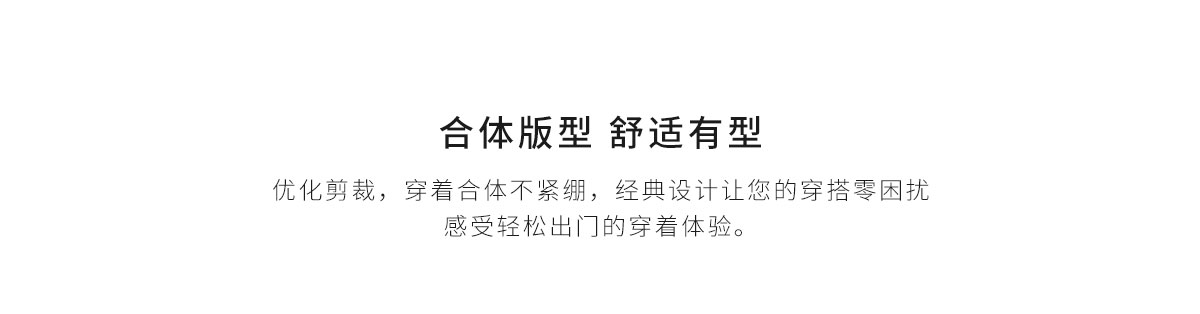 合体版型 舒适有型
优化剪裁，穿着合体不紧绷，经典设计让您的穿搭零困扰
感受轻松出门的穿着体验。